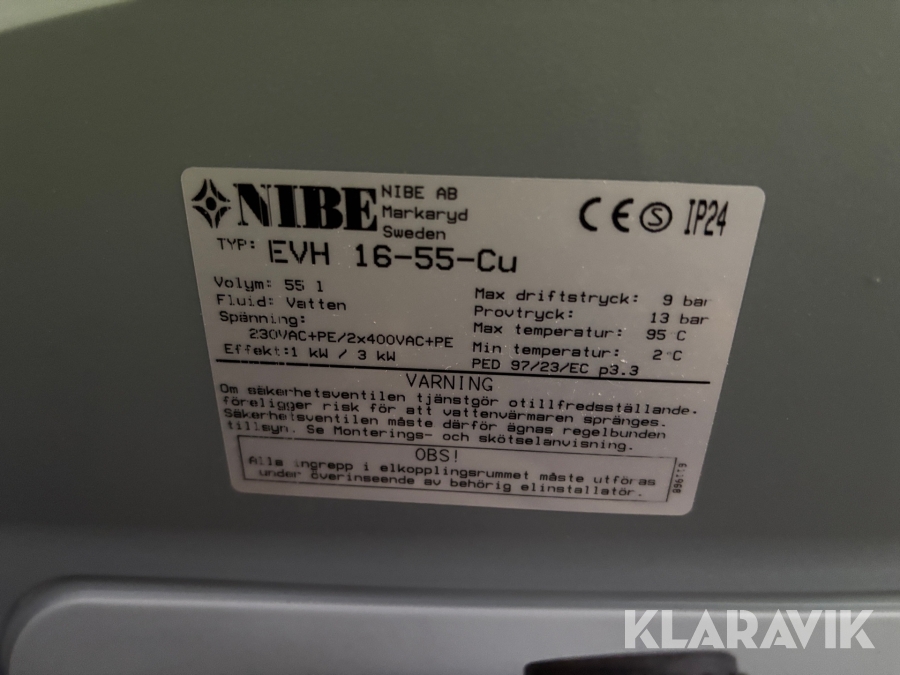 NIBE
NIBE AB
Markaryd
Sweden
CE S IP24
TYP: EVH 16-55-Cu
Volym: 55 l
Fluid: Vatten
Spänning:
230VAC+PE/2x400VAC+PE
Effekt:1 kW / 3 kW
Max driftstryck: 9 bar
Provtryck: 13 bar
Max temperatur: 95°C
Min temperatur: 2°C
PED 97/23/EC p3.3
VARNING
Om säkerhetsventilen tjänstgör otillfredsställande.
föreligger risk för att vattenvärmaren spränges.
Säkerhetsventilen måste därför ägnas regelbunden
tillsyn. Se Monterings- och skötselanvisning.
OBS!
Alla ingrepp i elkopplingsrummet måste utföras
under överinseende av behörig elinstallatör.
KLARAVIK